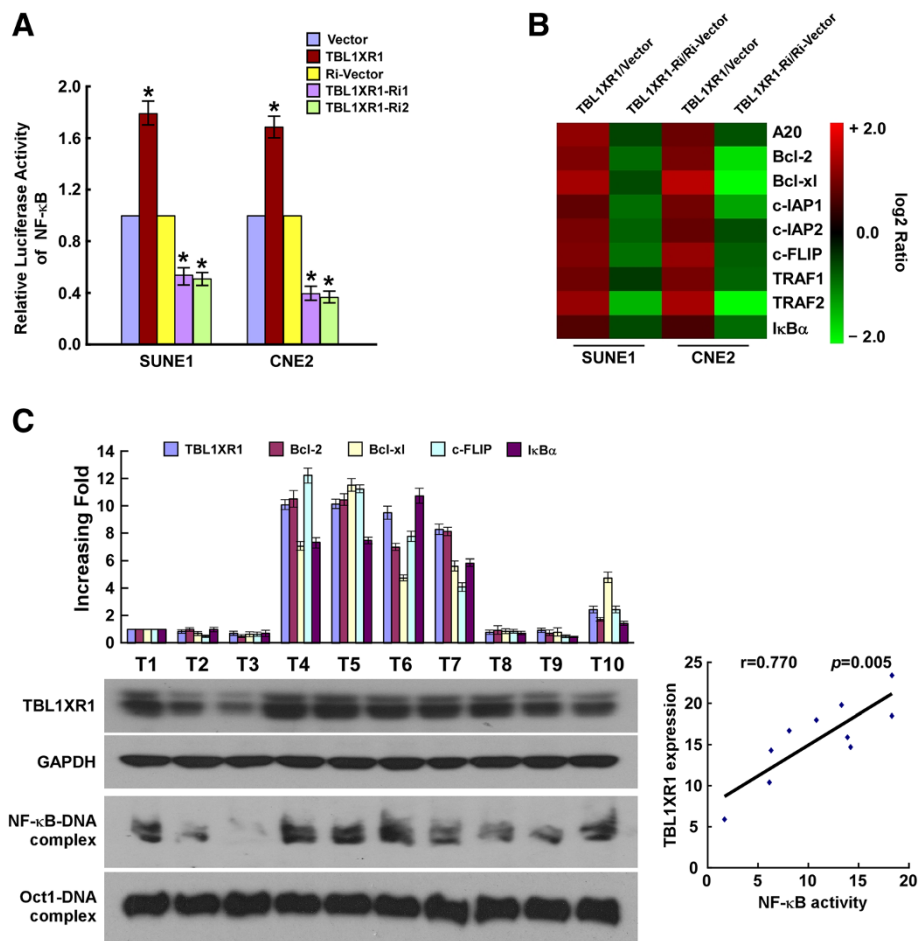 A
Vector
TBL1XR1
Ri-Vector
TBL1XR1-Ri1
TBL1XR1-Ri2
Relative Luciferase Activity
of NF-κB
2.0
1.6
1.2
0.8
0.4
0.0
* * * * * *
SUNE1 CNE2
B
TBL1XR1/Vector
TBL1XR1-Ri/Ri-Vector
TBL1XR1/Vector
TBL1XR1-Ri/Ri-Vector
A20
Bcl-2
Bcl-xl
c-IAP1
c-IAP2
c-FLIP
TRAF1
TRAF2
IκBα
+ 2.0
0.0
– 2.0
log2 Ratio
SUNE1 CNE2
C
TBL1XR1 Bcl-2 Bcl-xl c-FLIP IκBα
Increasing Fold
14
12
10
8
6
4
2
0
T1 T2 T3 T4 T5 T6 T7 T8 T9 T10
TBL1XR1
GAPDH
NF-κB-DNA
complex
Oct1-DNA
complex
r=0.770 p=0.005
TBL1XR1 expression
25
20
15
10
5
0
0 5 10 15 20
NF-κB activity